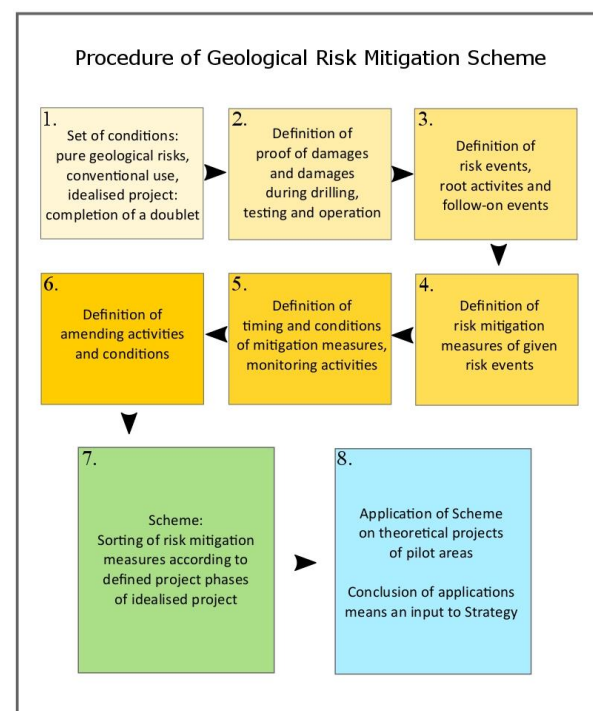 Procedure of Geological Risk Mitigation Scheme
1.
Set of conditions:
pure geological risks,
conventional use,
idealised project:
completion of a doublet
2.
Definition of
proof of damages
and damages
during drilling,
testing and operation
3.
Definition of
risk events,
root activites and
follow-on events
4.
Definition of
risk mitigation
measures of given
risk events
5.
Definition of
timing and conditions
of mitigation measures,
monitoring activities
6.
Definition of
amending activities
and conditions
7.
Scheme:
Sorting of risk mitigation
measures according to
defined project phases
of idealised project
8.
Application of Scheme
on theoretical projects
of pilot areas
Conclusion of applications
means an input to Strategy